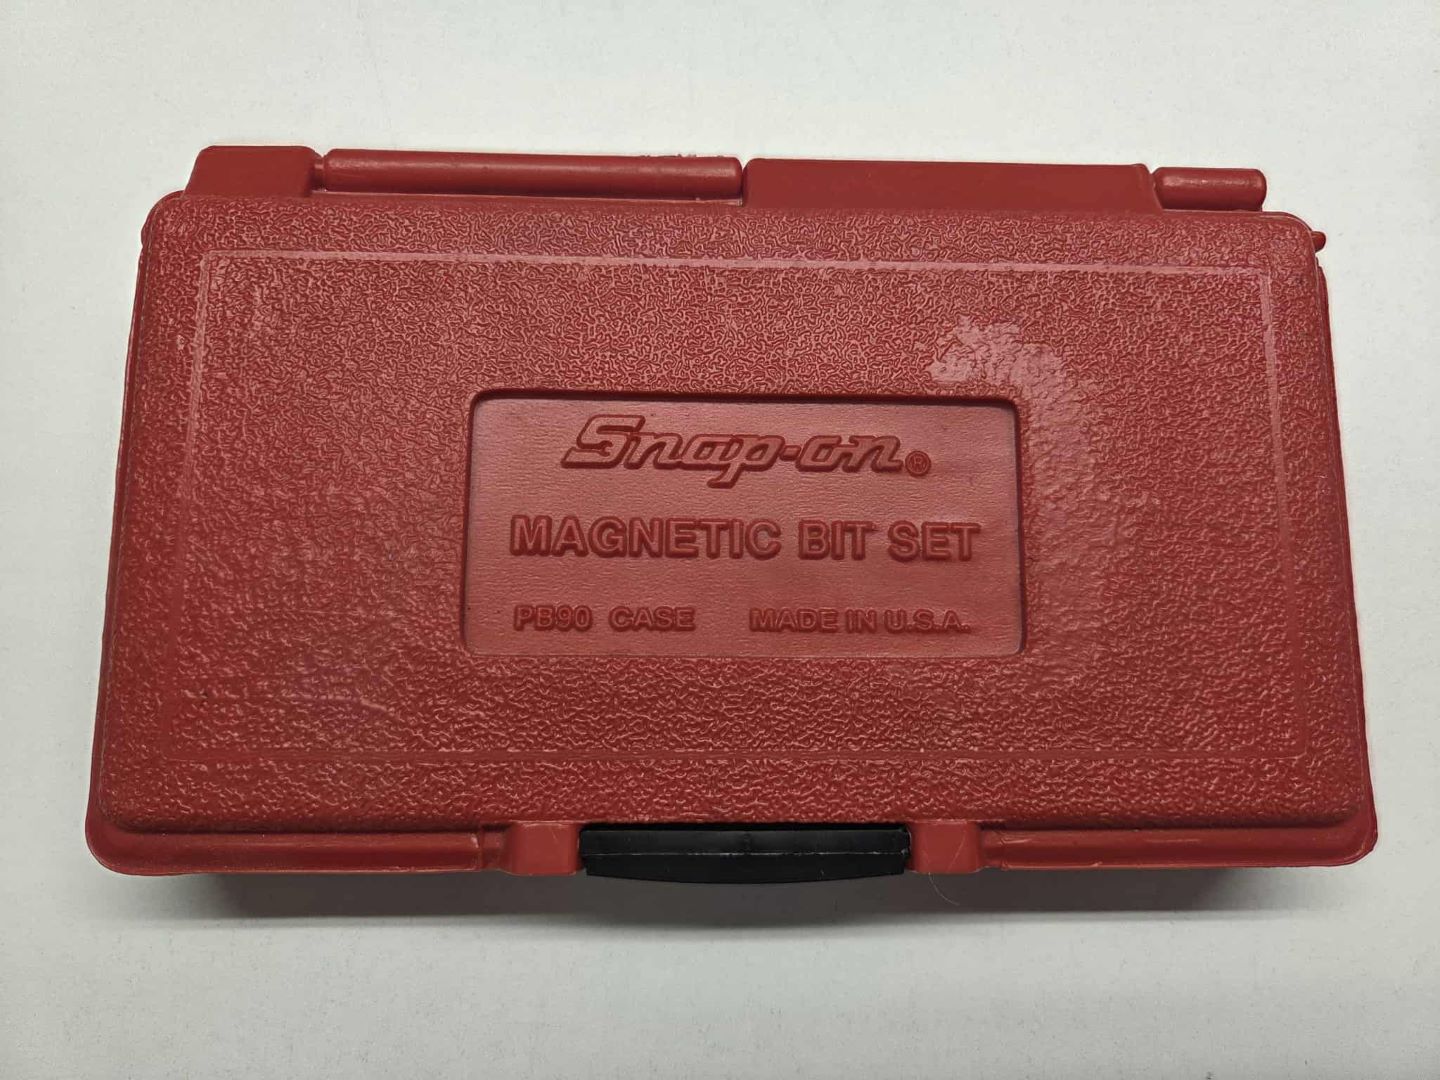 Snap-on®
MAGNETIC BIT SET
PB90 CASE MADE IN U.S.A.